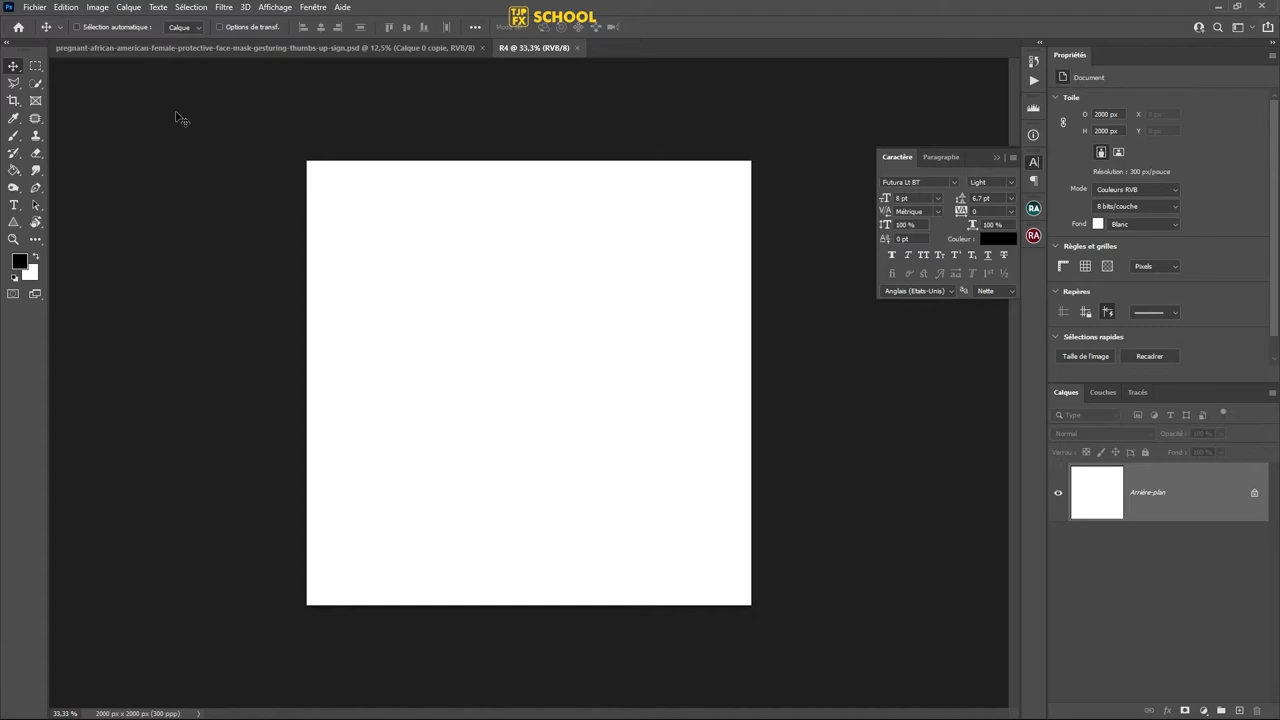 Ps Fichier Edition Image Calque Texte Sélection Filtre 3D Affichage Fenêtre Aide
TJP FX SCHOOL
Sélection automatique : Calque Options de transf.
pregnant-african-american-female-protective-face-mask-gesturing-thumbs-up-sign.psd @ 12,5% (Calque 0 copie, RVB/8) × R4 @ 33,3% (RVB/8) ×
Propriétés
Document
Toile
O 2000 px X 0 px
H 2000 px Y 0 px
Résolution : 300 px/pouce
Mode Couleurs RVB
8 bits/couche
Fond Blanc
Règles et grilles
Pixels
Repères
Sélections rapides
Taille de l'image Recadrer
Caractère Paragraphe
Futura Lt BT Light
8 pt 6,7 pt
Métrique 0
100 % 100 %
0 pt Couleur :
Anglais (Etats-Unis) Nette
RA
RA
Calques Couches Tracés
Type
Normal Opacité : 100 %
Verrou : Fond : 100 %
Arrière-plan
33,33 % 2000 px x 2000 px (300 ppp)